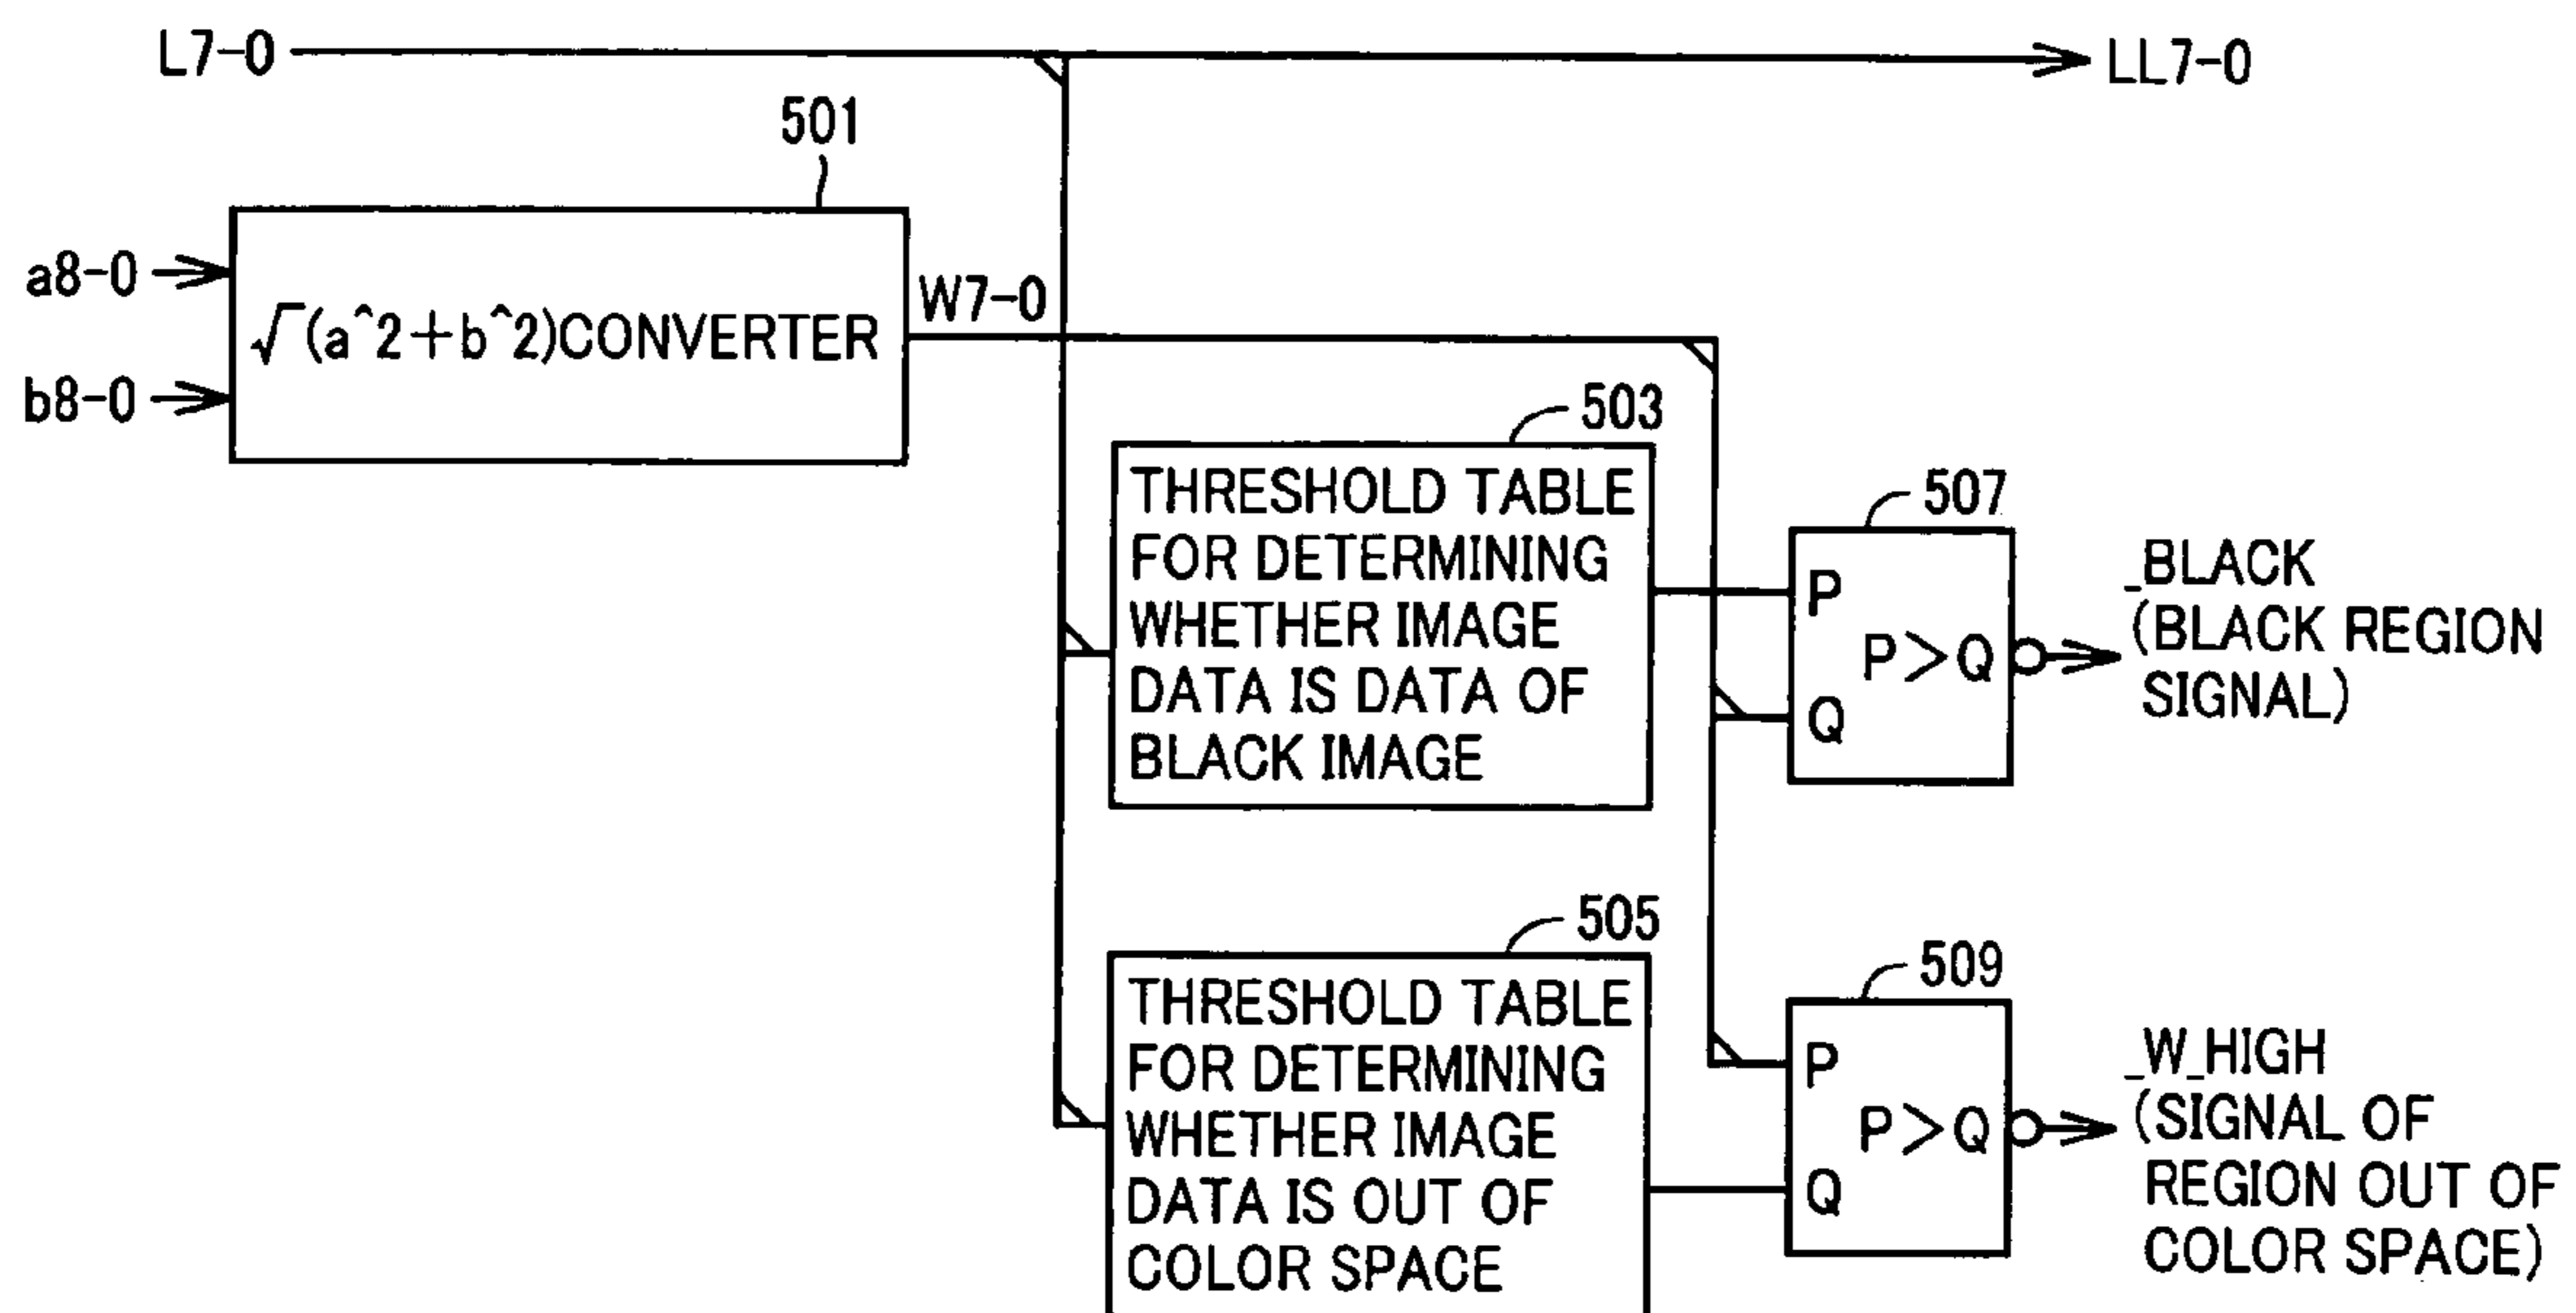 L7-0
LL7-0
501
a8-0
b8-0
√(a^2+b^2)CONVERTER
W7-0
503
THRESHOLD TABLE
FOR DETERMINING
WHETHER IMAGE
DATA IS DATA OF
BLACK IMAGE
507
P
P>Q
Q
_BLACK
(BLACK REGION
SIGNAL)
505
THRESHOLD TABLE
FOR DETERMINING
WHETHER IMAGE
DATA IS OUT OF
COLOR SPACE
509
P
P>Q
Q
_W_HIGH
(SIGNAL OF
REGION OUT OF
COLOR SPACE)